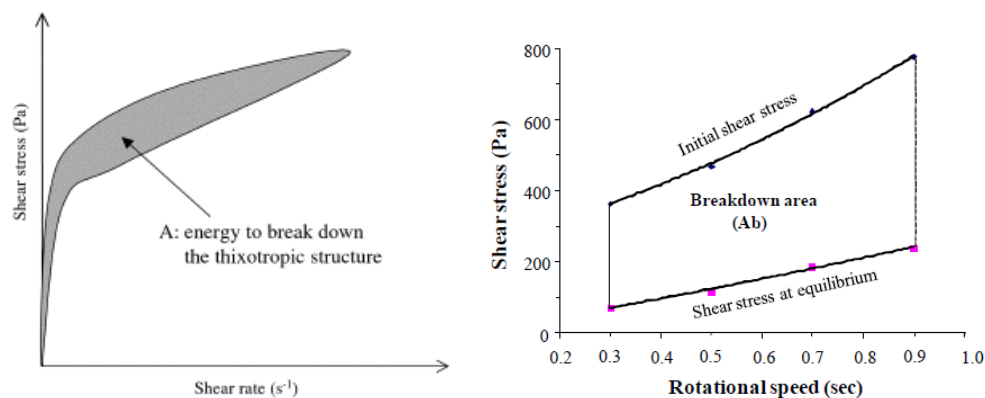 Shear stress (Pa)
A: energy to break down
the thixotropic structure
Shear rate (s⁻¹)
Shear stress (Pa)
800
600
400
200
0
Initial shear stress
Breakdown area
(Ab)
Shear stress at equilibrium
0.2 0.3 0.4 0.5 0.6 0.7 0.8 0.9 1.0
Rotational speed (sec)